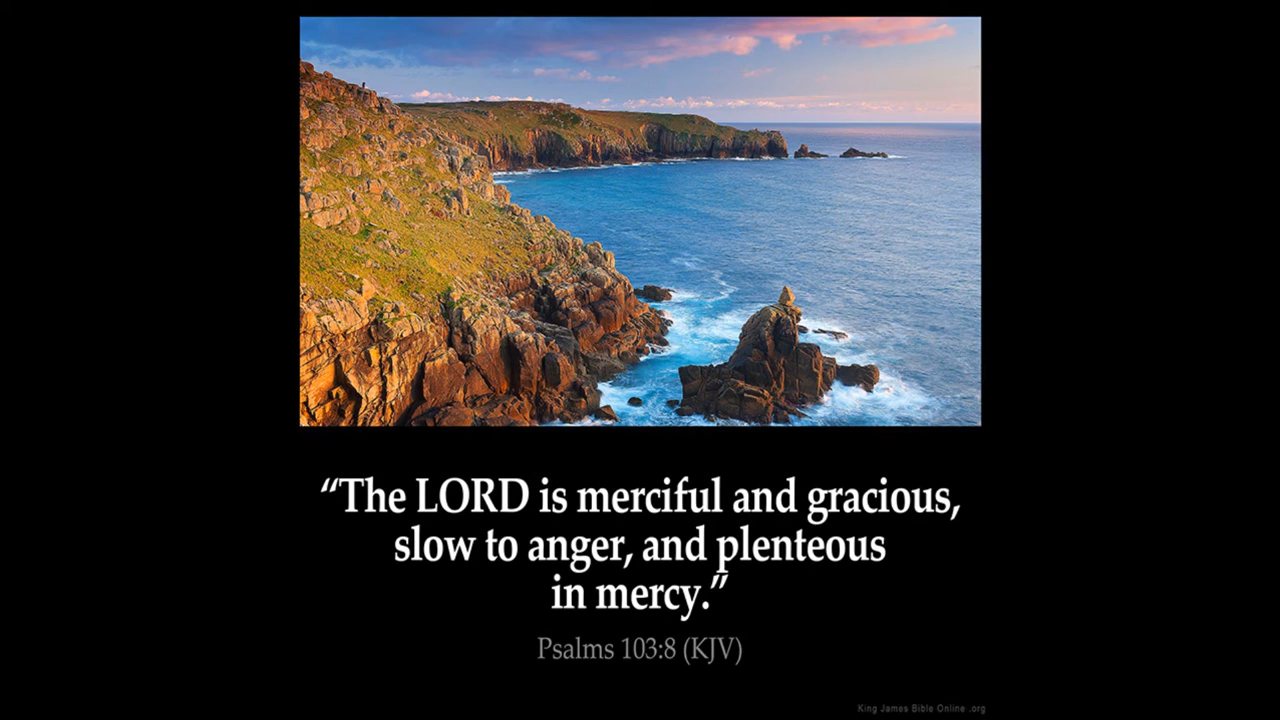 “The LORD is merciful and gracious,
slow to anger, and plenteous
in mercy.”
Psalms 103:8 (KJV)
King James Bible Online .org